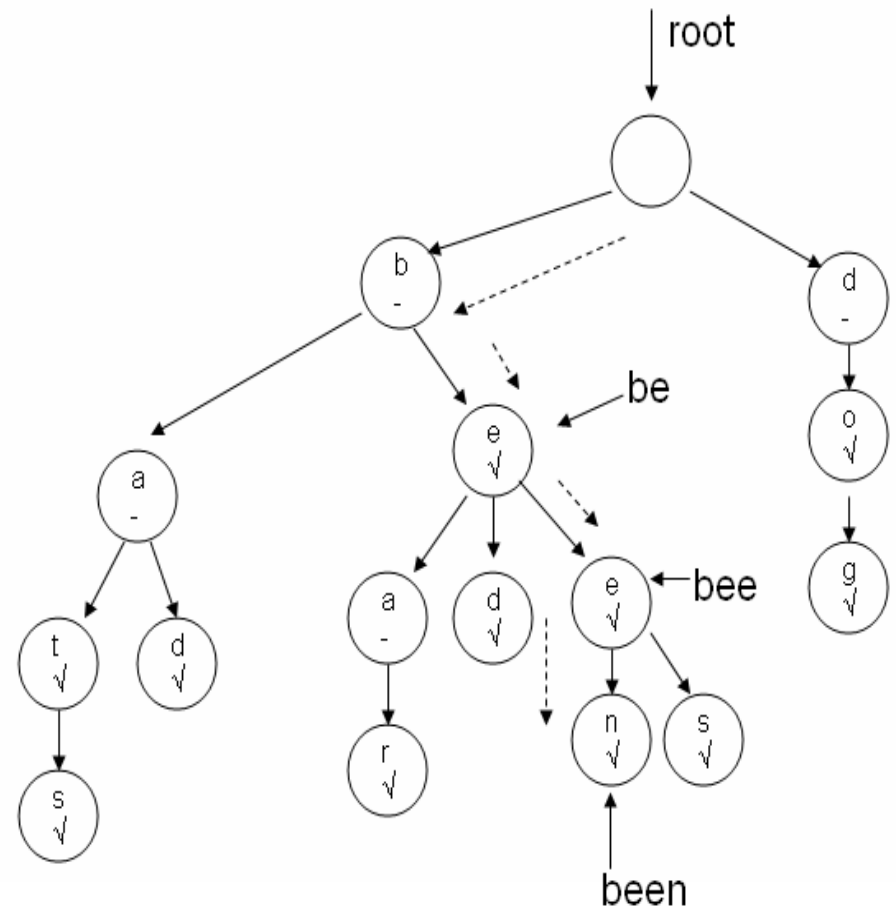 root
b
-
d
-
be
e
√
o
√
a
-
bee
e
√
g
√
a
-
d
√
t
√
d
√
n
√
s
√
r
√
s
√
been